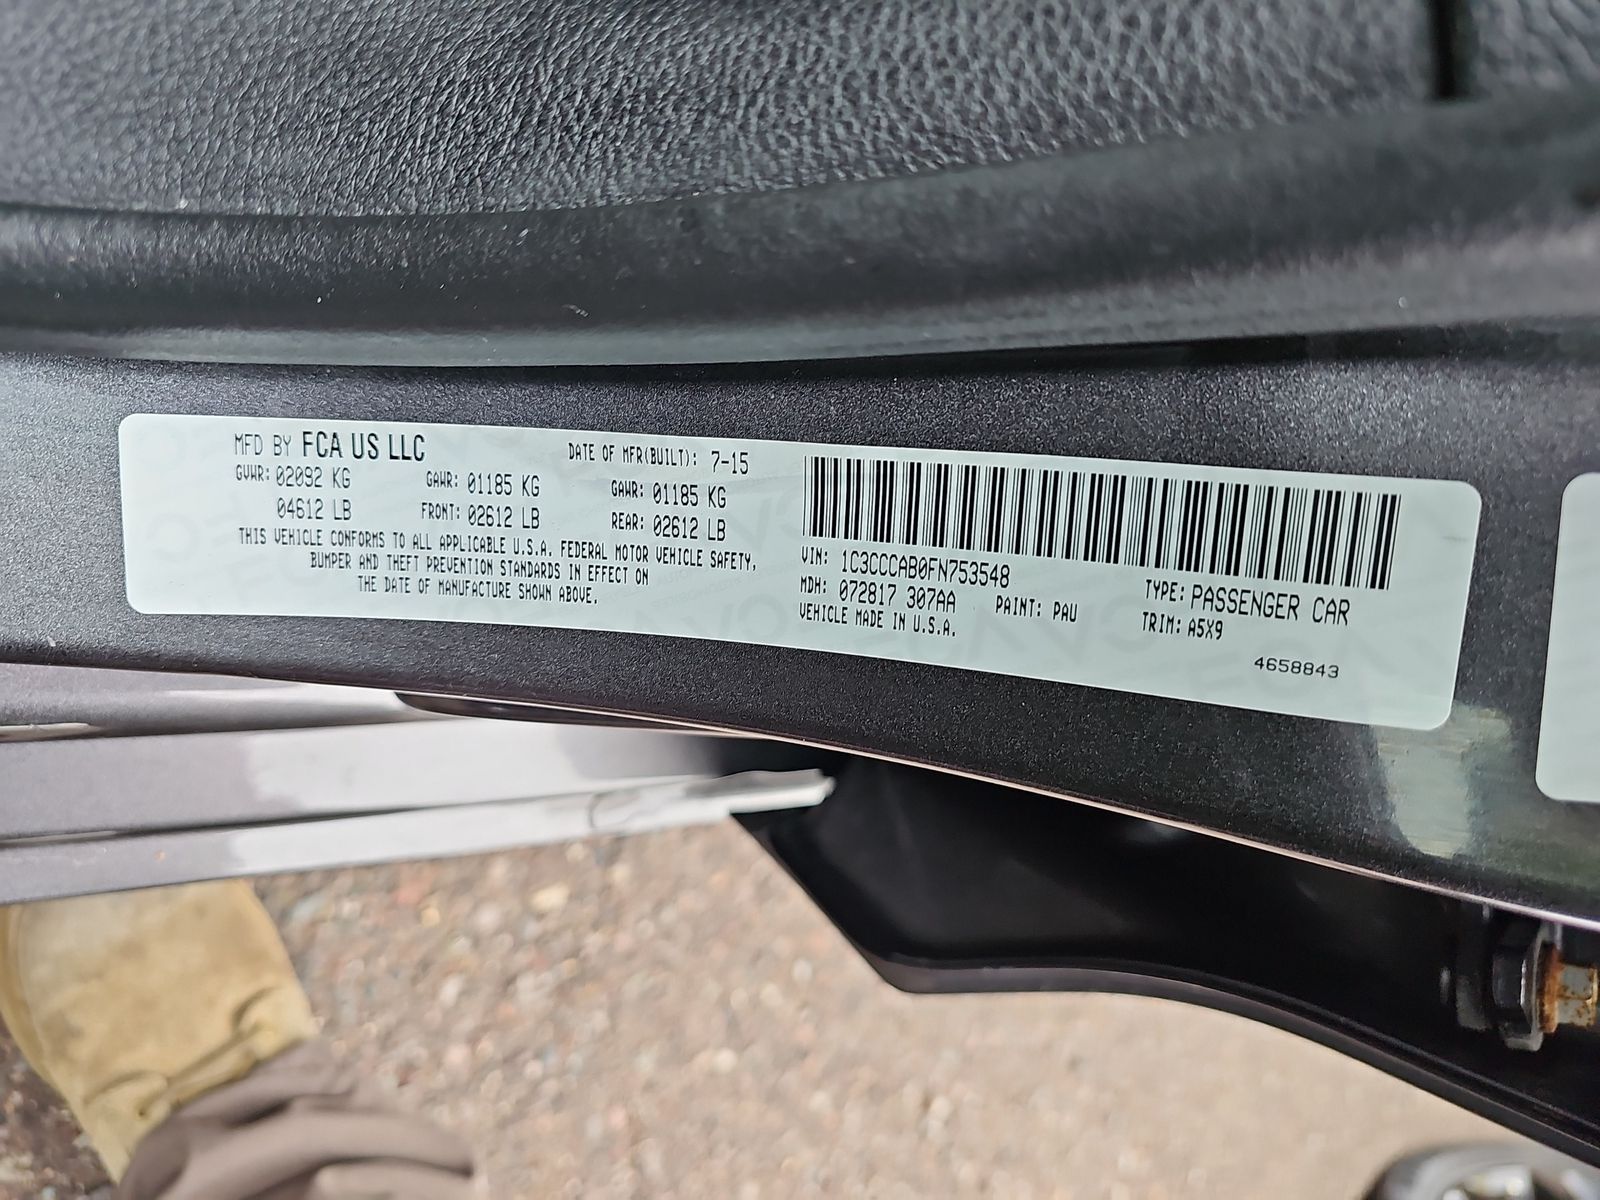 MFD BY FCA US LLC DATE OF MFR(BUILT): 7-15
GVWR: 02092 KG GAWR: 01185 KG GAWR: 01185 KG
04612 LB FRONT: 02612 LB REAR: 02612 LB
THIS VEHICLE CONFORMS TO ALL APPLICABLE U.S.A. FEDERAL MOTOR VEHICLE SAFETY,
BUMPER AND THEFT PREVENTION STANDARDS IN EFFECT ON
THE DATE OF MANUFACTURE SHOWN ABOVE.
VIN: 1C3CCCAB0FN753548 TYPE: PASSENGER CAR
MDH: 072817 307AA PAINT: PAU TRIM: A5X9
VEHICLE MADE IN U.S.A.
4658843